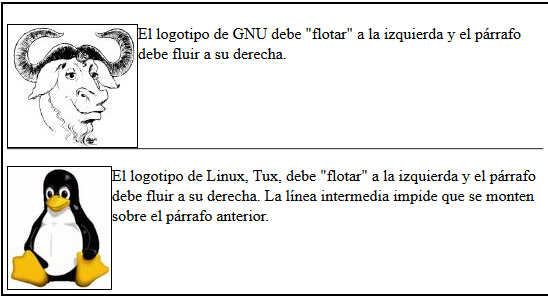 El logotipo de GNU debe "flotar" a la izquierda y el párrafo
debe fluir a su derecha.
El logotipo de Linux, Tux, debe "flotar" a la izquierda y el párrafo
debe fluir a su derecha. La línea intermedia impide que se monten
sobre el párrafo anterior.